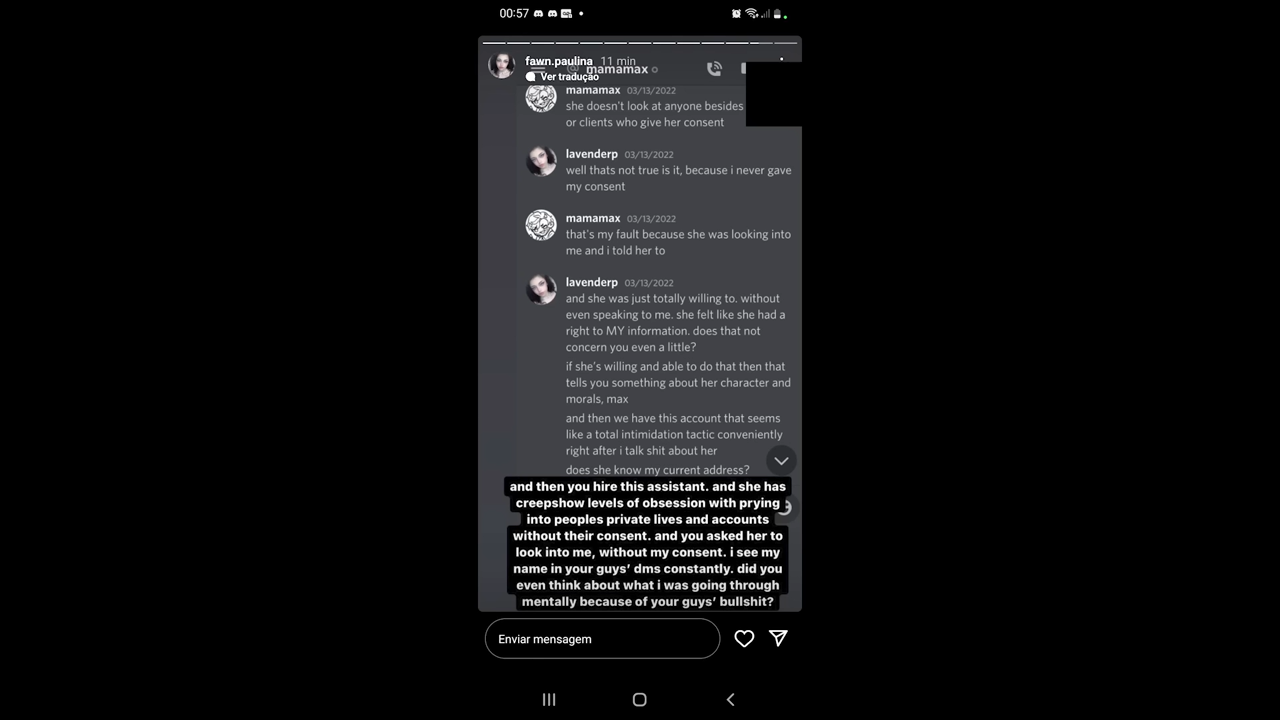 00:57
fawn.paulina 11 min
mamamax
Ver tradução
mamamax 03/13/2022
she doesn't look at anyone besides
or clients who give her consent
lavenderp 03/13/2022
well thats not true is it, because i never gave
my consent
mamamax 03/13/2022
that's my fault because she was looking into
me and i told her to
lavenderp 03/13/2022
and she was just totally willing to. without
even speaking to me. she felt like she had a
right to MY information. does that not
concern you even a little?
if she's willing and able to do that then that
tells you something about her character and
morals, max
and then we have this account that seems
like a total intimidation tactic conveniently
right after i talk shit about her
does she know my current address?
and then you hire this assistant. and she has
creepshow levels of obsession with prying
into peoples private lives and accounts
without their consent. and you asked her to
look into me, without my consent. i see my
name in your guys' dms constantly. did you
even think about what i was going through
mentally because of your guys' bullshit?
Enviar mensagem